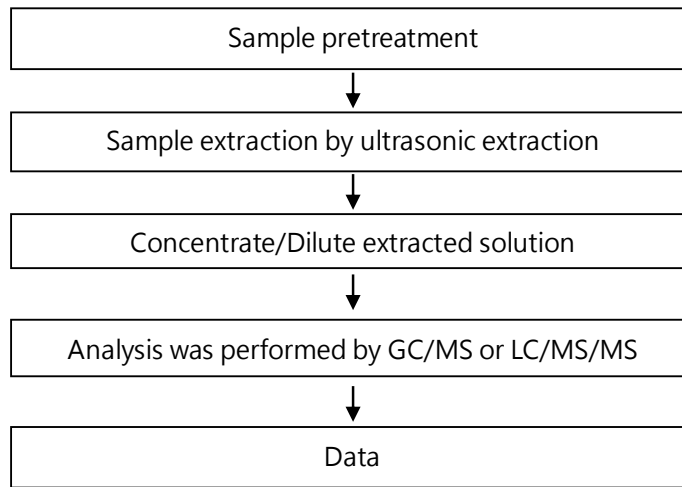 Sample pretreatment
Sample extraction by ultrasonic extraction
Concentrate/Dilute extracted solution
Analysis was performed by GC/MS or LC/MS/MS
Data